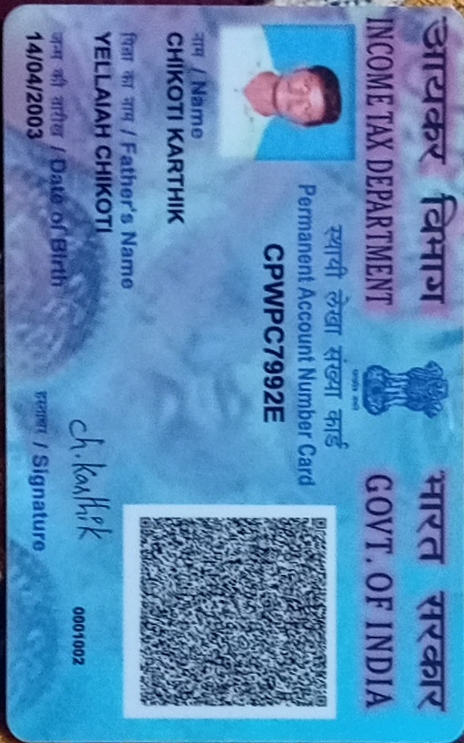 आयकर विभाग
INCOME TAX DEPARTMENT
भारत सरकार
GOVT. OF INDIA
स्थायी लेखा संख्या कार्ड
Permanent Account Number Card
CPWPC7992E
नाम / Name
CHIKOTI KARTHIK
पिता का नाम / Father's Name
YELLAIAH CHIKOTI
जन्म की तारीख / Date of Birth
14/04/2003
ch.karthik
हस्ताक्षर / Signature
0001002